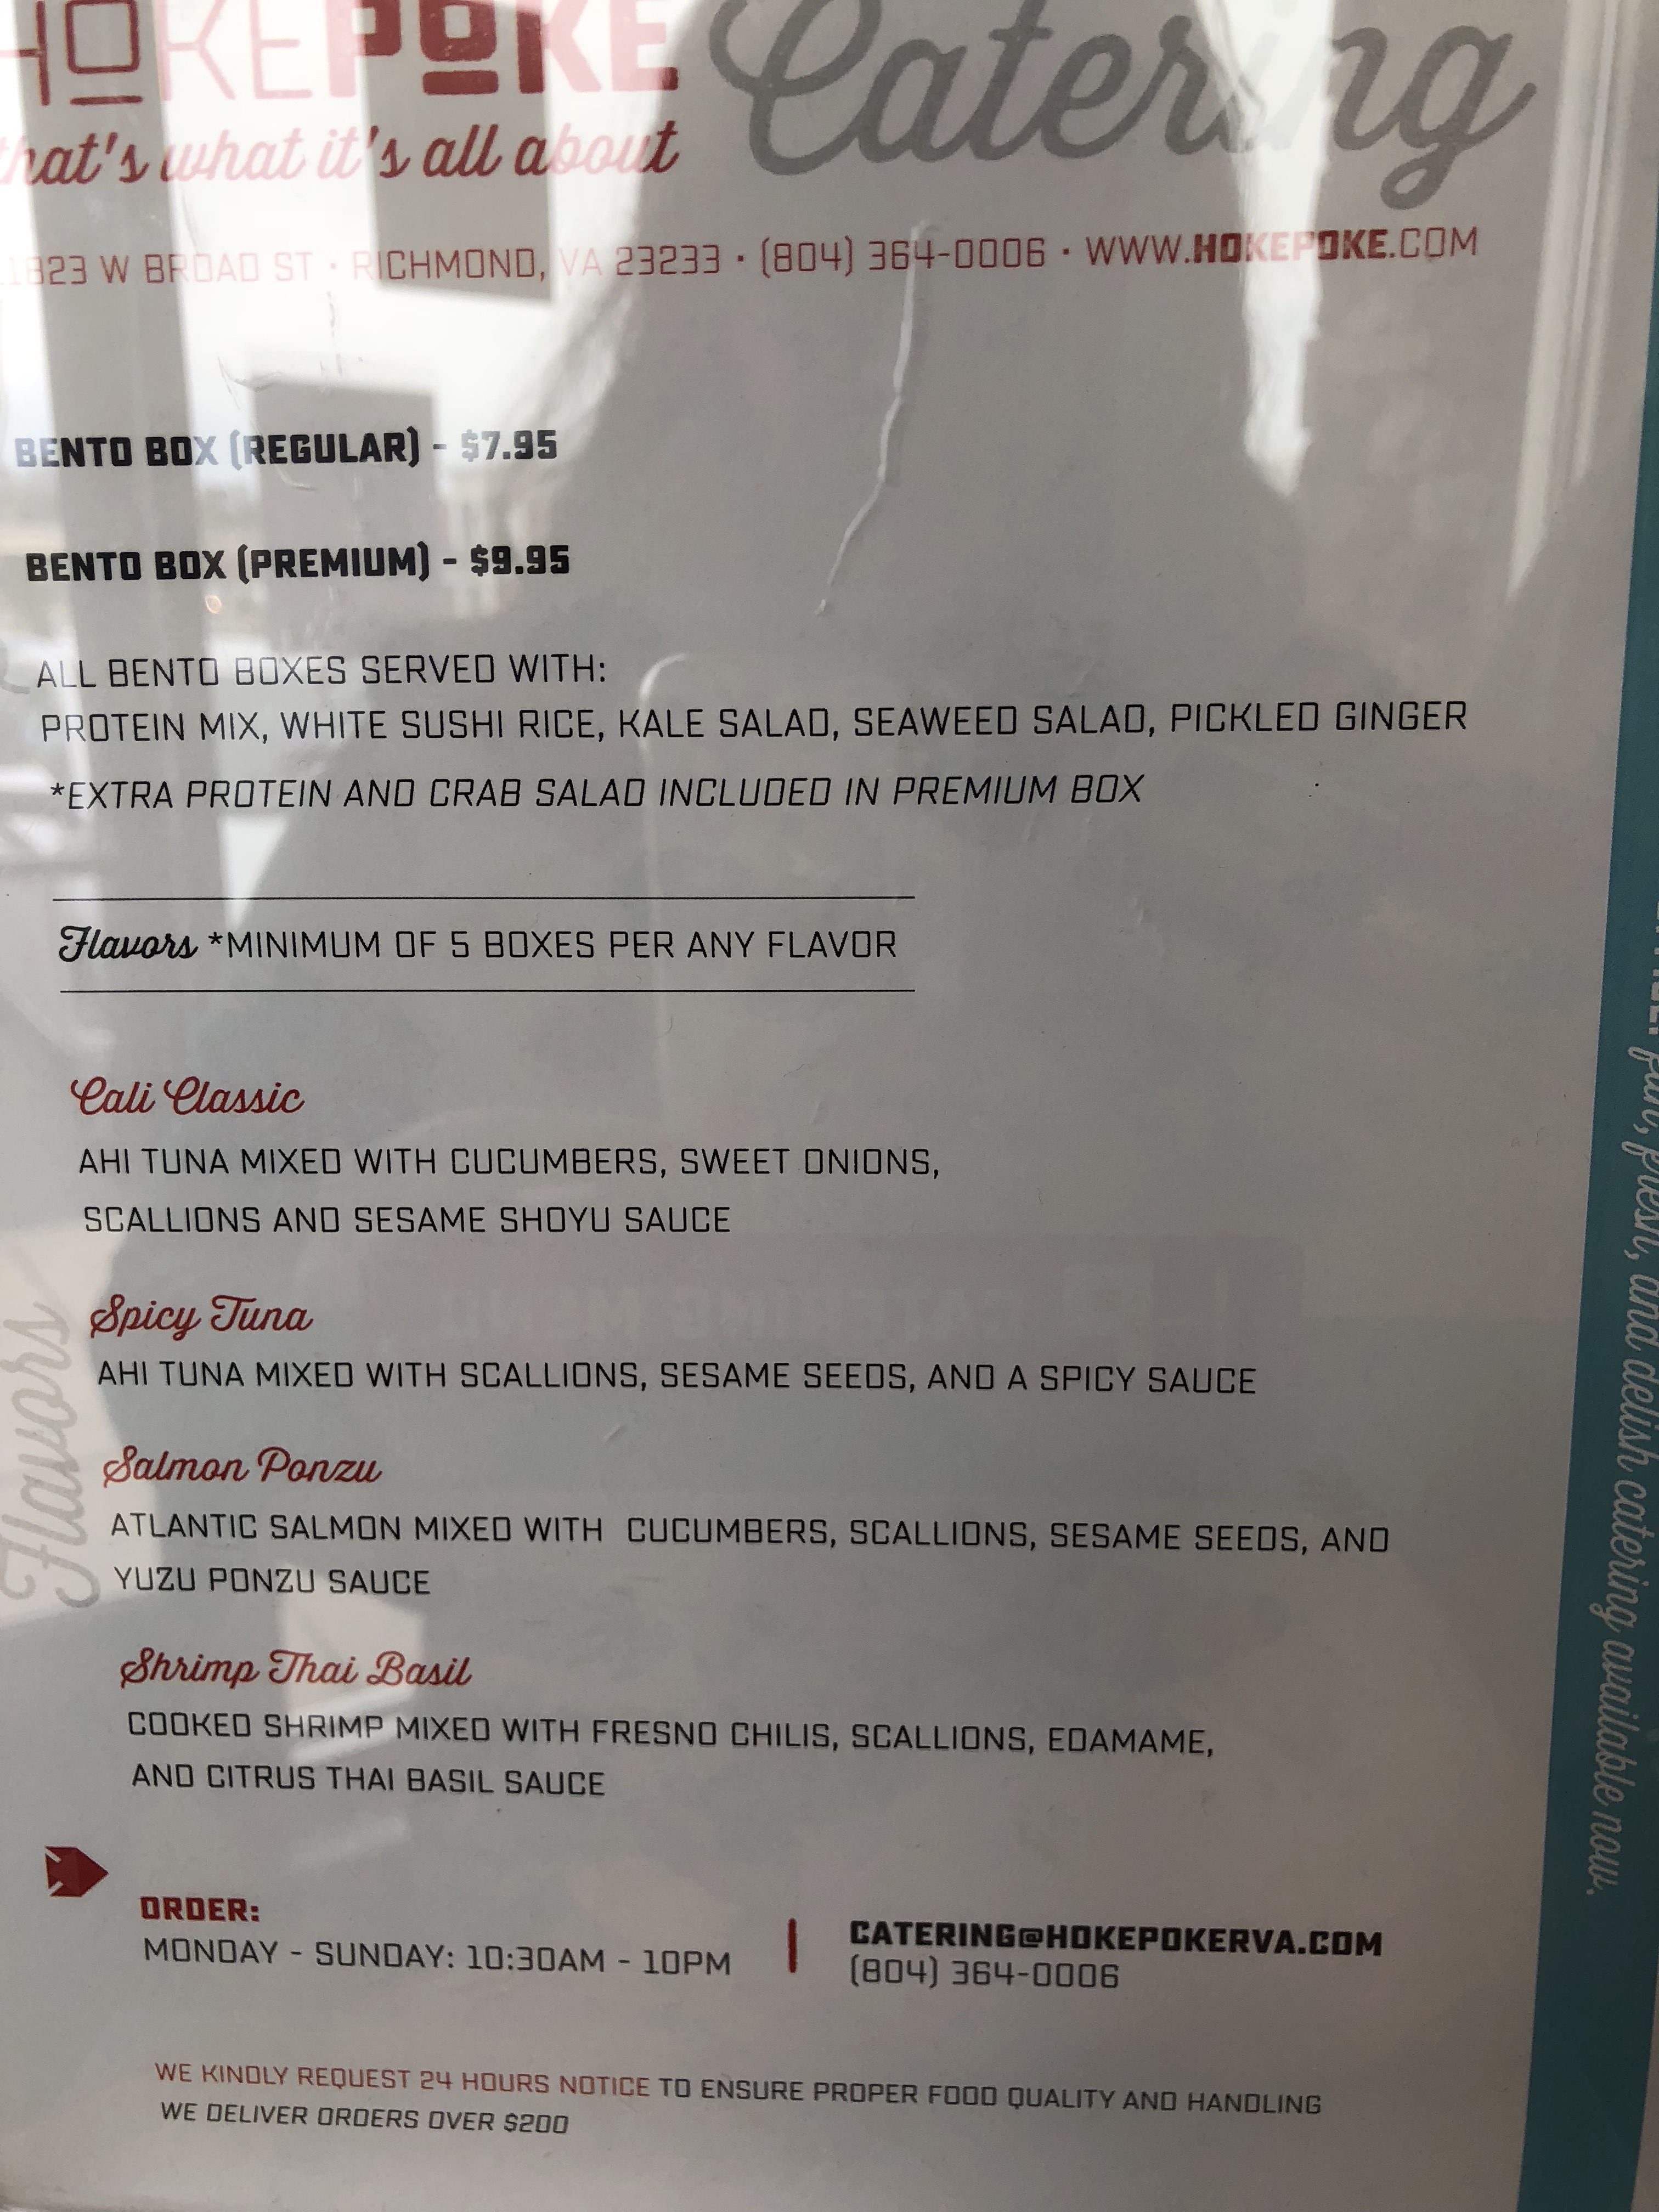 HOKEPOKE Catering
that's what it's all about
1823 W BROAD ST · RICHMOND, VA 23233 · (804) 364-0006 · WWW.HOKEPOKE.COM
BENTO BOX (REGULAR) - $7.95
BENTO BOX (PREMIUM) - $9.95
ALL BENTO BOXES SERVED WITH:
PROTEIN MIX, WHITE SUSHI RICE, KALE SALAD, SEAWEED SALAD, PICKLED GINGER
*EXTRA PROTEIN AND CRAB SALAD INCLUDED IN PREMIUM BOX
Flavors *MINIMUM OF 5 BOXES PER ANY FLAVOR
Flavors
Cali Classic
AHI TUNA MIXED WITH CUCUMBERS, SWEET ONIONS,
SCALLIONS AND SESAME SHOYU SAUCE
Spicy Tuna
AHI TUNA MIXED WITH SCALLIONS, SESAME SEEDS, AND A SPICY SAUCE
Salmon Ponzu
ATLANTIC SALMON MIXED WITH CUCUMBERS, SCALLIONS, SESAME SEEDS, AND
YUZU PONZU SAUCE
Shrimp Thai Basil
COOKED SHRIMP MIXED WITH FRESNO CHILIS, SCALLIONS, EDAMAME,
AND CITRUS THAI BASIL SAUCE
ORDER:
MONDAY - SUNDAY: 10:30AM - 10PM
CATERING@HOKEPOKERVA.COM
(804) 364-0006
WE KINDLY REQUEST 24 HOURS NOTICE TO ENSURE PROPER FOOD QUALITY AND HANDLING
WE DELIVER ORDERS OVER $200
fun, fresh, and delish catering available now.